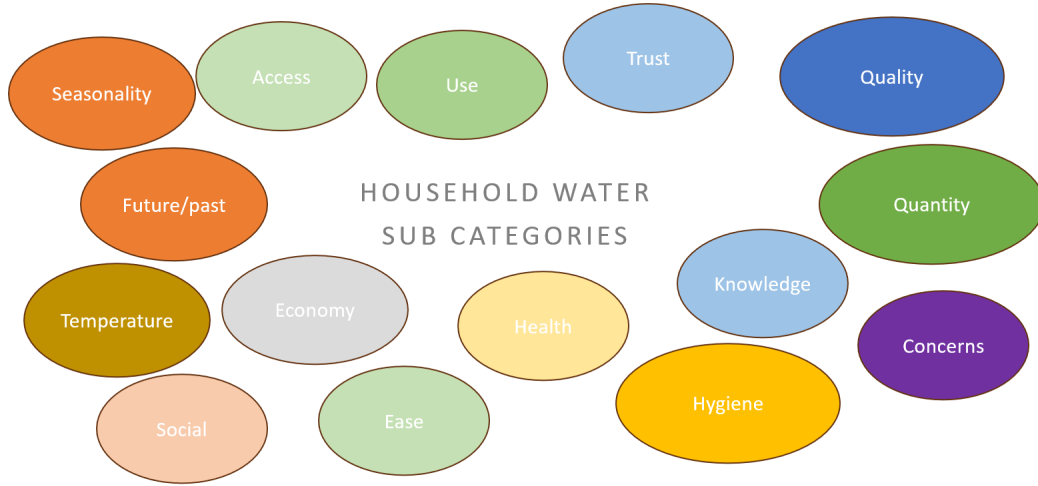 Seasonality
Access
Use
Trust
Quality
Future/past
HOUSEHOLD WATER
SUB CATEGORIES
Quantity
Temperature
Economy
Health
Knowledge
Concerns
Social
Ease
Hygiene